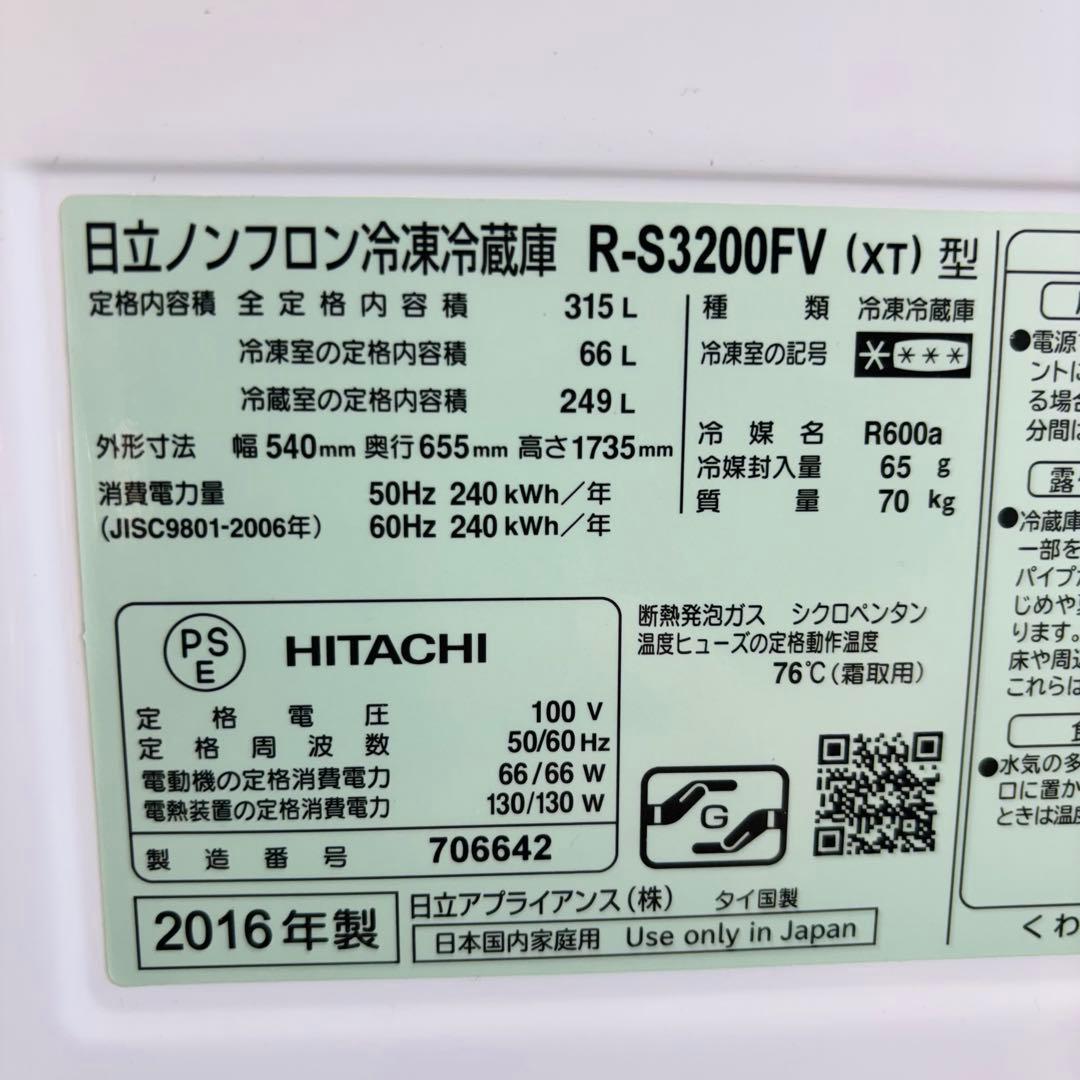 日立ノンフロン冷凍冷蔵庫 R-S3200FV (XT) 型
定格内容積 全定格内容積 315 L
冷凍室の定格内容積 66 L
冷蔵室の定格内容積 249 L
外形寸法 幅 540mm 奥行 655mm 高さ 1735mm
消費電力量 50Hz 240 kWh/年
(JISC9801-2006年) 60Hz 240 kWh/年
種類 冷凍冷蔵庫
冷凍室の記号 ****
冷媒名 R600a
冷媒封入量 65 g
質量 70 kg
断熱発泡ガス シクロペンタン
温度ヒューズの定格動作温度
76℃(霜取用)
PS
E
HITACHI
定格電圧 100 V
定格周波数 50/60 Hz
電動機の定格消費電力 66/66 W
電熱装置の定格消費電力 130/130 W
製造番号 706642
G
2016年製
日立アプライアンス(株) タイ国製
日本国内家庭用 Use only in Japan
●電源
ントに
る場合
分間は
露
●冷蔵庫
一部を
パイプ
じめや
ります。
床や周辺
これらは
●水気の多
口に置か
ときは温度
くわ